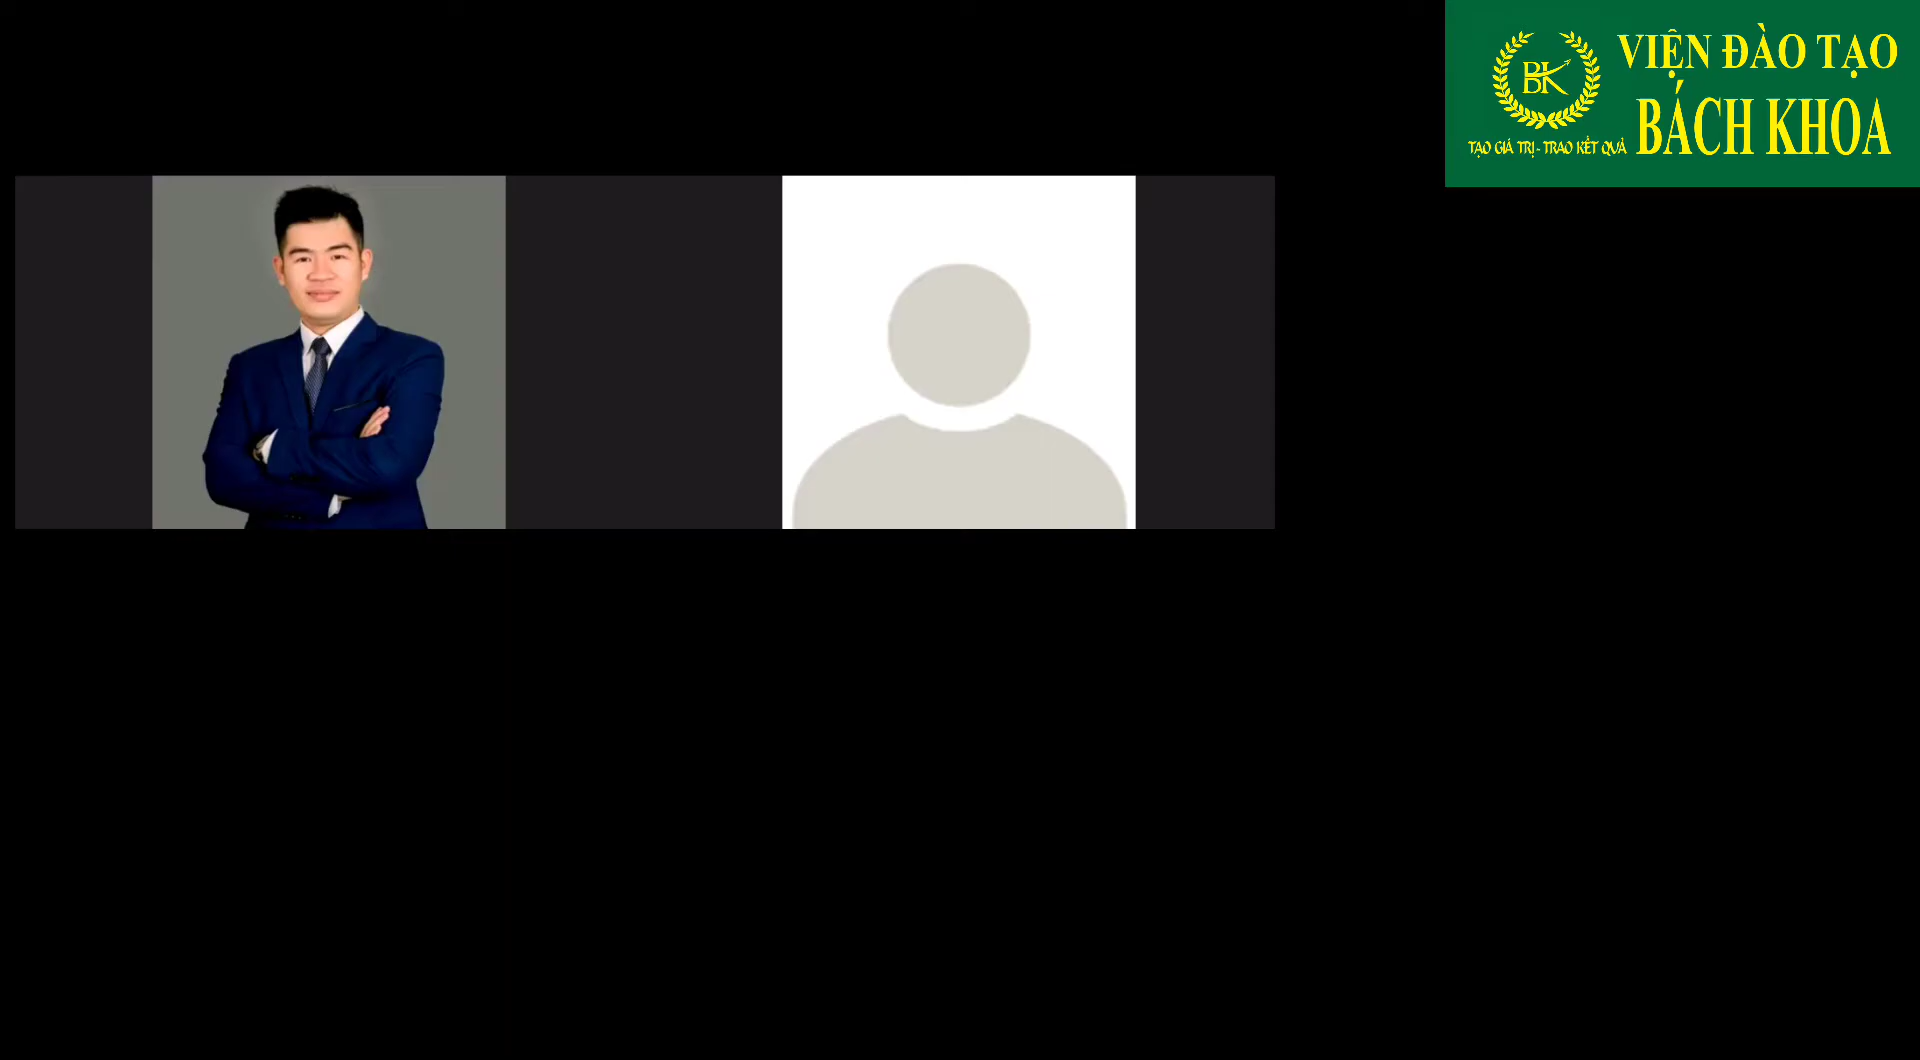 VIỆN ĐÀO TẠO
BK
BÁCH KHOA
TẠO GIÁ TRỊ - TRAO KẾT QUẢ